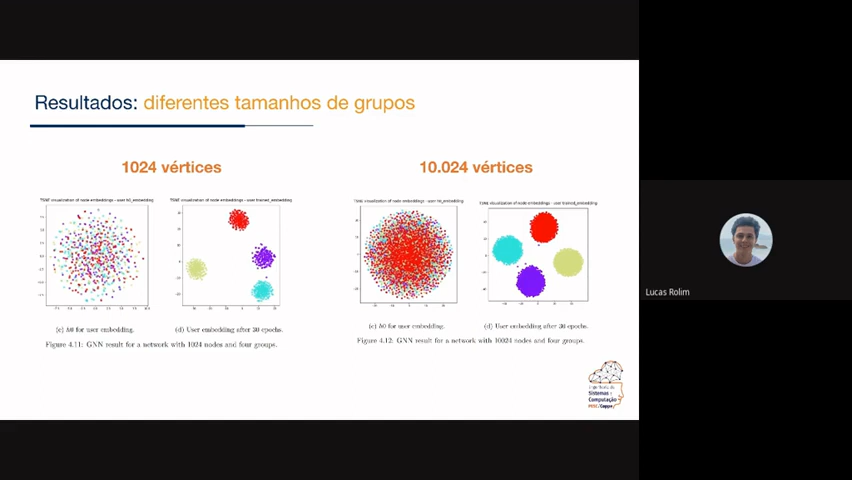 Resultados: diferentes tamanhos de grupos
1024 vértices
10.024 vértices
TSNE visualization of node embeddings - user h0_embedding
TSNE visualization of node embeddings - user trained_embedding
TSNE visualization of node embeddings - user h0_embedding
TSNE visualization of node embeddings - user trained_embedding
(c) h0 for user embedding.
(d) User embedding after 30 epochs.
(c) h0 for user embedding.
(d) User embedding after 30 epochs.
Figure 4.11: GNN result for a network with 1024 nodes and four groups.
Figure 4.12: GNN result for a network with 10024 nodes and four groups.
Sistemas e
Computação
Lucas Rolim